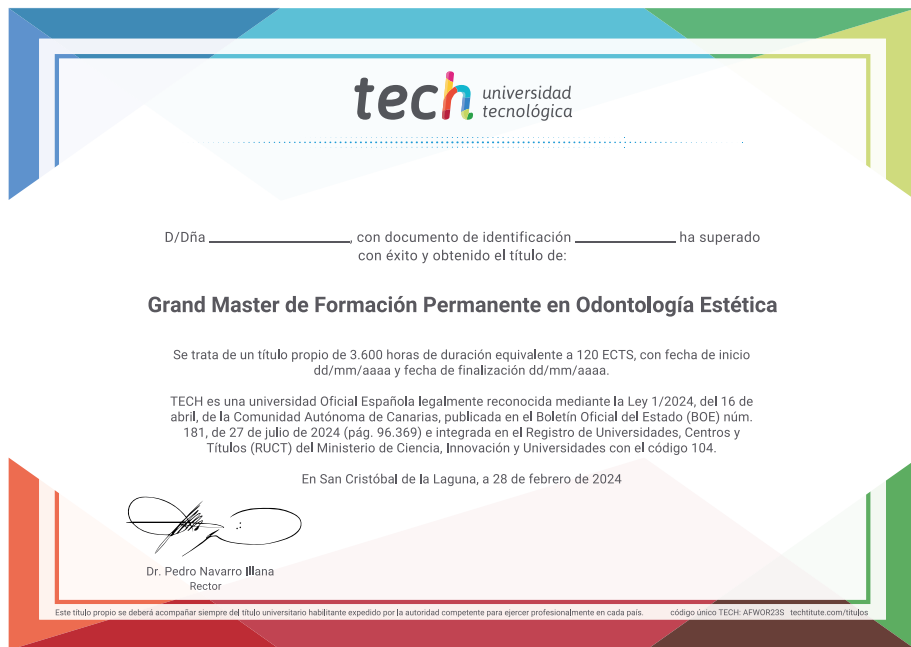 tech universidad
tecnológica
D/Dña ____________________, con documento de identificación ______________ ha superado
con éxito y obtenido el título de:
Grand Master de Formación Permanente en Odontología Estética
Se trata de un título propio de 3.600 horas de duración equivalente a 120 ECTS, con fecha de inicio
dd/mm/aaaa y fecha de finalización dd/mm/aaaa.
TECH es una universidad Oficial Española legalmente reconocida mediante la Ley 1/2024, del 16 de
abril, de la Comunidad Autónoma de Canarias, publicada en el Boletín Oficial del Estado (BOE) núm.
181, de 27 de julio de 2024 (pág. 96.369) e integrada en el Registro de Universidades, Centros y
Títulos (RUCT) del Ministerio de Ciencia, Innovación y Universidades con el código 104.
En San Cristóbal de la Laguna, a 28 de febrero de 2024
Dr. Pedro Navarro Illana
Rector
Este título propio se deberá acompañar siempre del título universitario habilitante expedido por la autoridad competente para ejercer profesionalmente en cada país. código único TECH: AFWOR23S techtitute.com/titulos